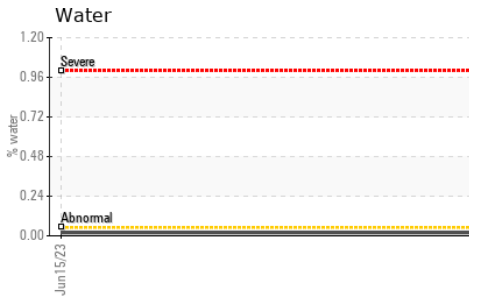 Water
1.20
Severe
0.96
0.72
% water
0.48
0.24
Abnormal
0.00
Jun15/23